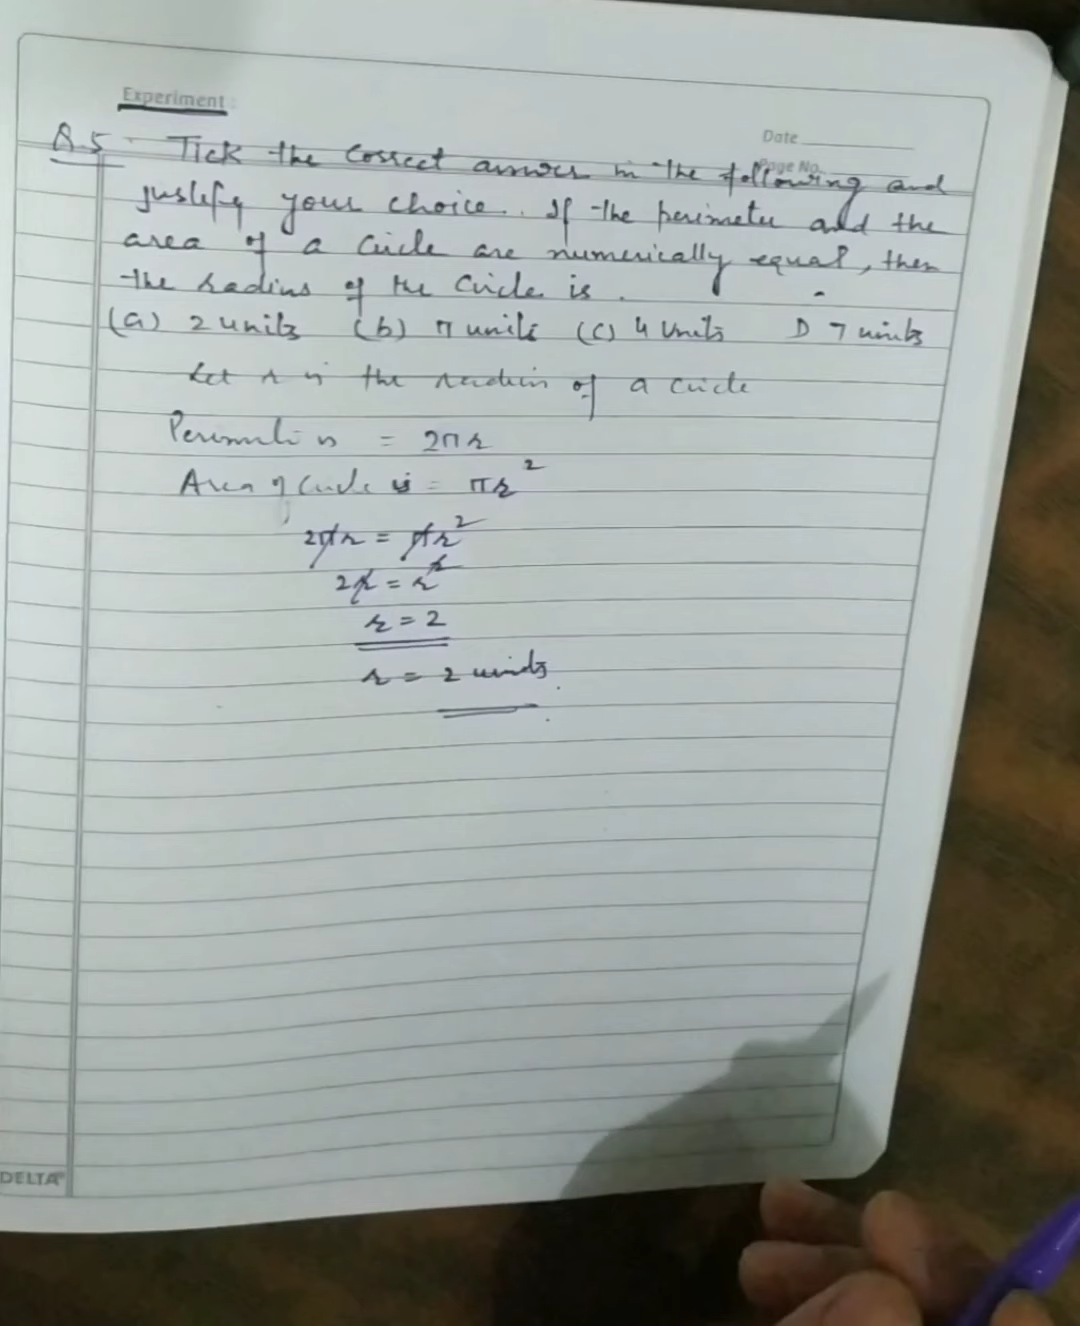 Experiment :
Date
Page No.
Q.5 Tick the correct answer in the following and
justify your choice. If the perimeter and the
area of a circle are numerically equal, then
the radius of the circle is.
(a) 2 units (b) π units (c) 4 units D 7 units
Let r is the radius of a circle
Perimeter is = 2πr
Area of circle is = πr²
2πr = πr²
2r = r²
r = 2
r = 2 units
DELTA